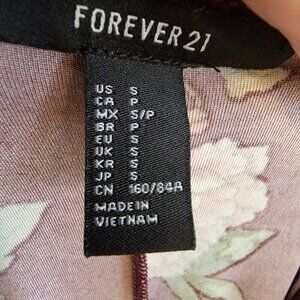 FOREVER 21
US S
CA P
MX S/P
BR P
EU S
UK S
KR S
JP S
CN 160/84A
MADE IN
VIETNAM